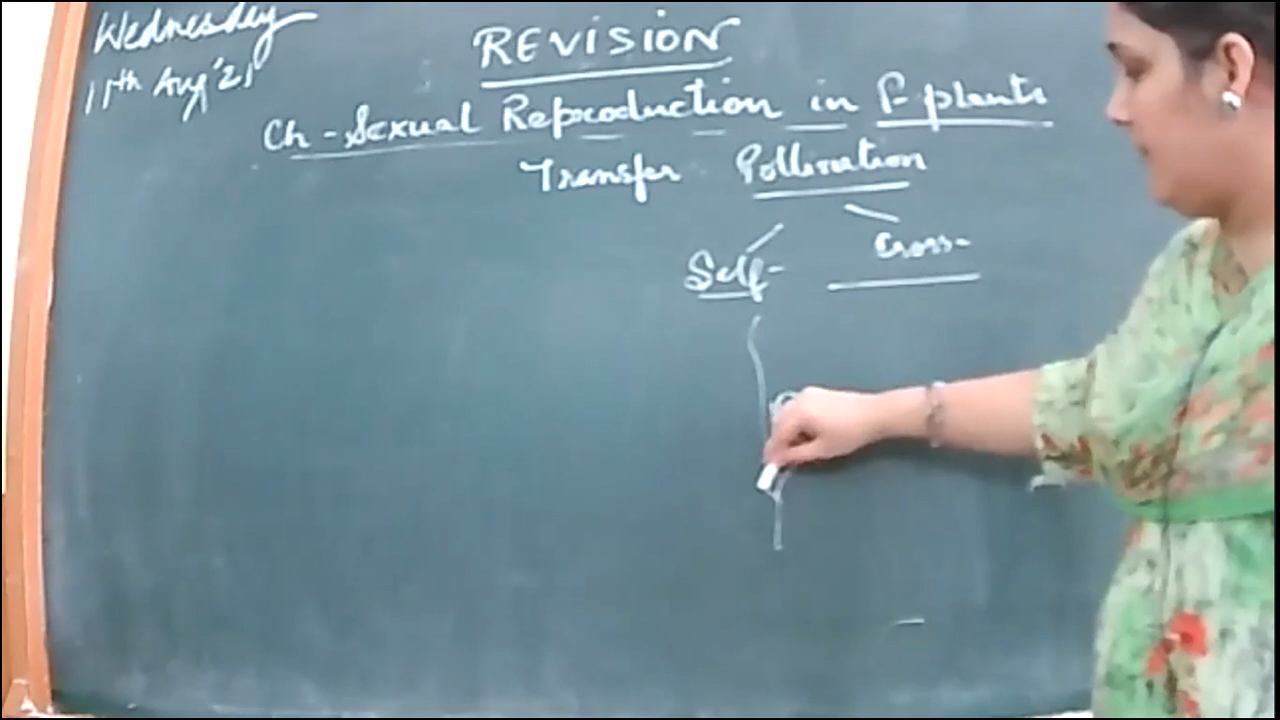 Wednesday
11th Aug'21
REVISION
Ch - Sexual Reproduction in F-plants
Transfer Pollination
Self- Cross-